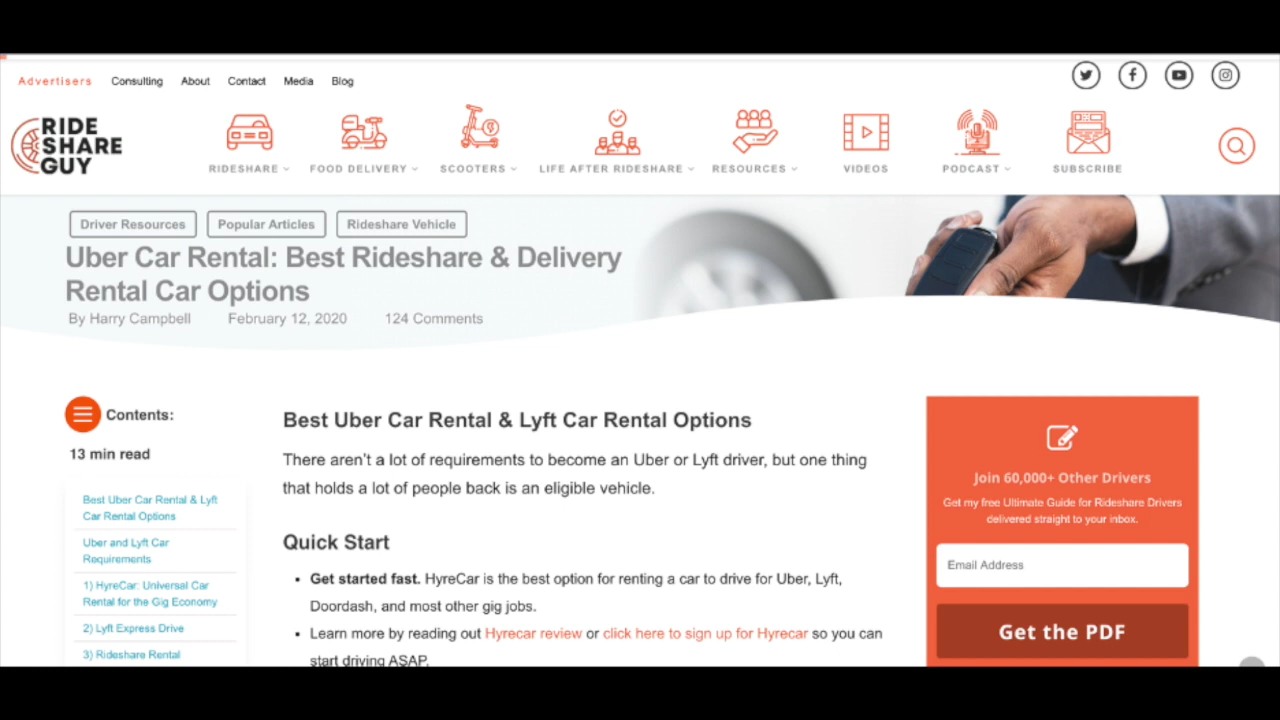 Advertisers Consulting About Contact Media Blog
RIDE
SHARE
GUY
RIDESHARE FOOD DELIVERY SCOOTERS LIFE AFTER RIDESHARE RESOURCES VIDEOS PODCAST SUBSCRIBE
Driver Resources Popular Articles Rideshare Vehicle
Uber Car Rental: Best Rideshare & Delivery
Rental Car Options
By Harry Campbell February 12, 2020 124 Comments
Contents:
13 min read
Best Uber Car Rental & Lyft
Car Rental Options
Uber and Lyft Car
Requirements
1) HyreCar: Universal Car
Rental for the Gig Economy
2) Lyft Express Drive
3) Rideshare Rental
Best Uber Car Rental & Lyft Car Rental Options
There aren't a lot of requirements to become an Uber or Lyft driver, but one thing
that holds a lot of people back is an eligible vehicle.
Quick Start
• Get started fast. HyreCar is the best option for renting a car to drive for Uber, Lyft,
Doordash, and most other gig jobs.
• Learn more by reading out Hyrecar review or click here to sign up for Hyrecar so you can
start driving ASAP.
Join 60,000+ Other Drivers
Get my free Ultimate Guide for Rideshare Drivers
delivered straight to your inbox.
Email Address
Get the PDF